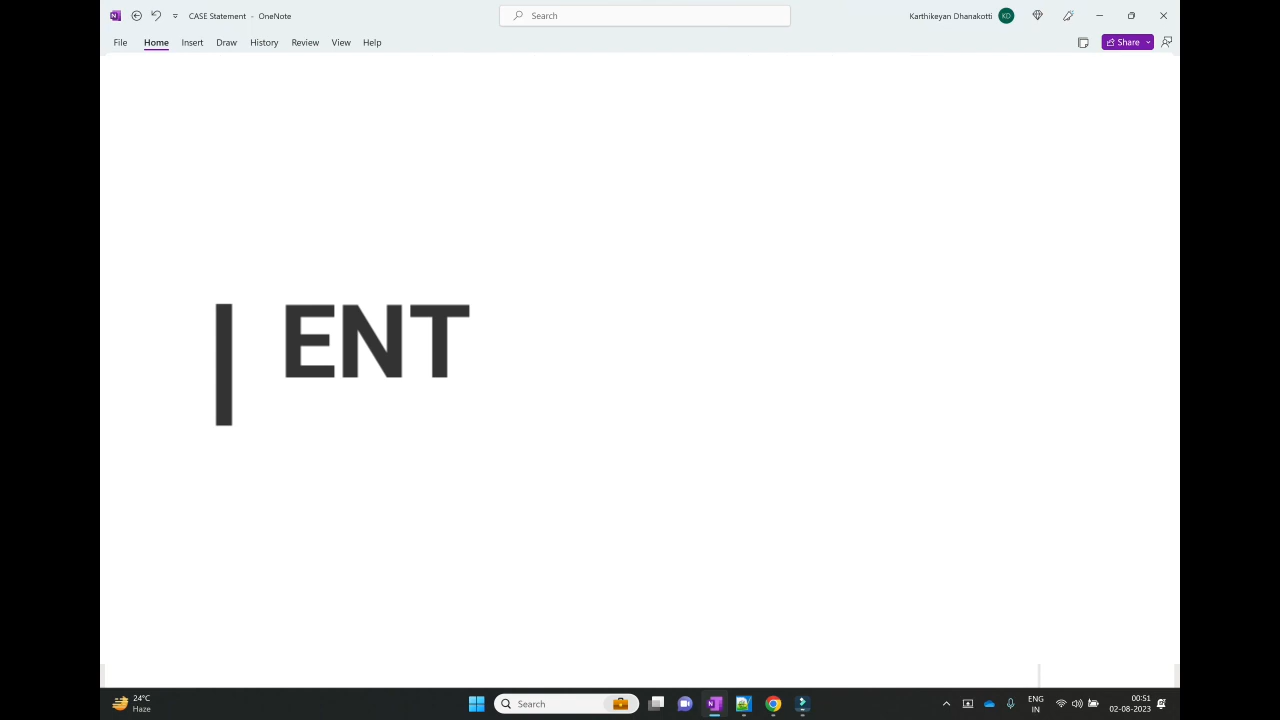 CASE Statement - OneNote
Search
Karthikeyan Dhanakotti
KD
File Home Insert Draw History Review View Help
Share
ENT
24°C
Haze
Search
ENG
IN
00:51
02-08-2023